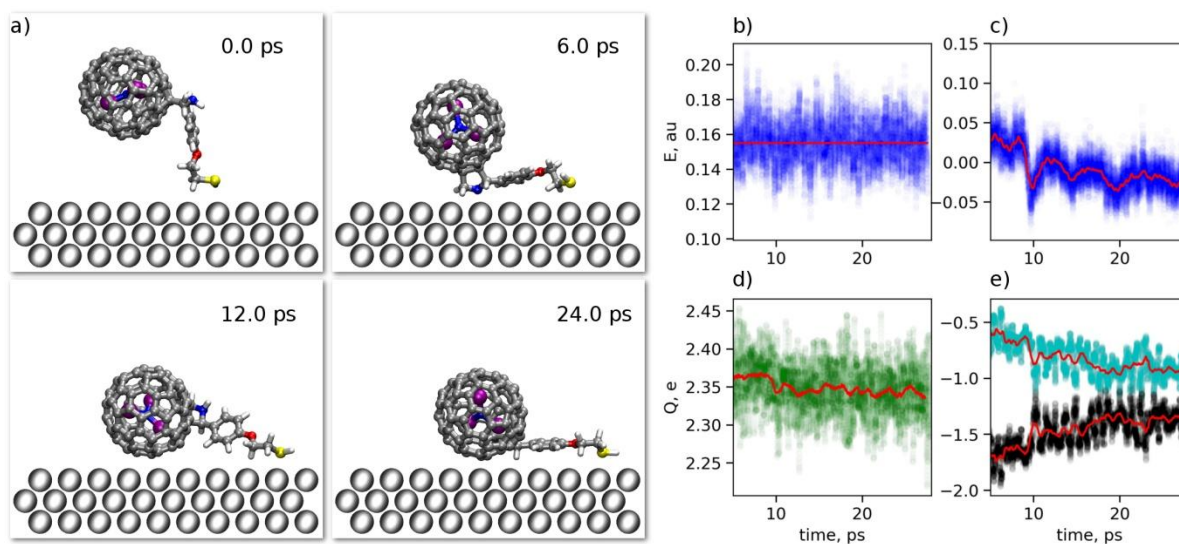 a)
0.0 ps
6.0 ps
12.0 ps
24.0 ps
b)
E, au
0.20
0.18
0.16
0.14
0.12
0.10
10
20
c)
0.15
0.10
0.05
0.00
−0.05
10
20
d)
Q, e
2.45
2.40
2.35
2.30
2.25
10
20
time, ps
e)
−0.5
−1.0
−1.5
−2.0
10
20
time, ps